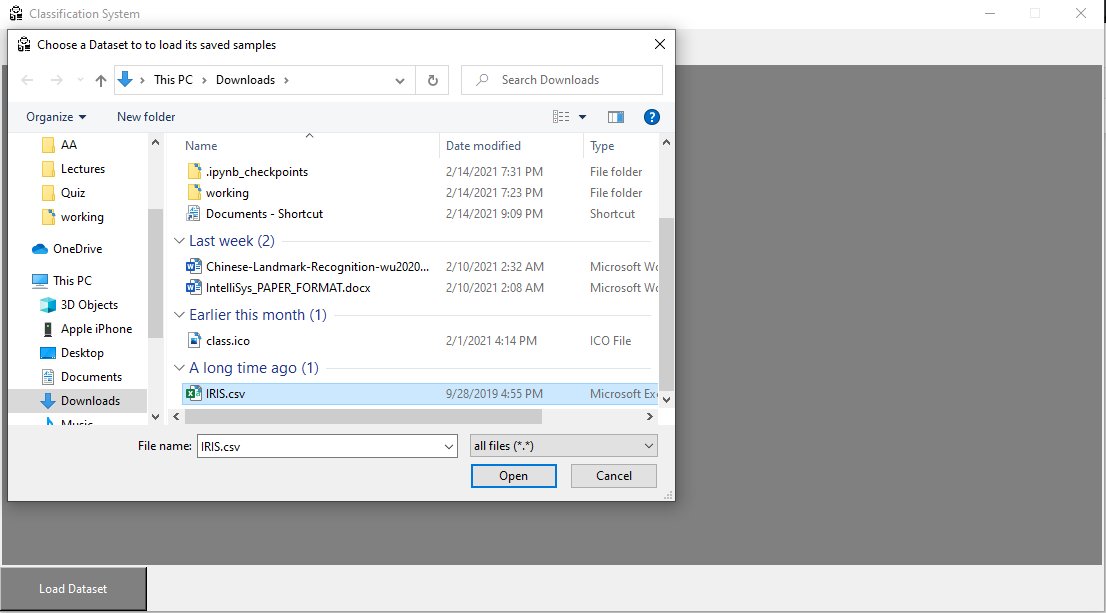 Classification System
Choose a Dataset to to load its saved samples
This PC > Downloads >
Search Downloads
Organize
New folder
?
AA
Lectures
Quiz
working
OneDrive
This PC
3D Objects
Apple iPhone
Desktop
Documents
Downloads
Music
Name Date modified Type
.ipynb_checkpoints 2/14/2021 7:31 PM File folder
working 2/14/2021 7:23 PM File folder
Documents - Shortcut 2/14/2021 9:09 PM Shortcut
Last week (2)
Chinese-Landmark-Recognition-wu2020... 2/10/2021 2:32 AM Microsoft Wo
IntelliSys_PAPER_FORMAT.docx 2/10/2021 2:08 AM Microsoft Wo
Earlier this month (1)
class.ico 2/1/2021 4:14 PM ICO File
A long time ago (1)
IRIS.csv 9/28/2019 4:55 PM Microsoft Exc
File name: IRIS.csv all files (*.*)
Open Cancel
Load Dataset